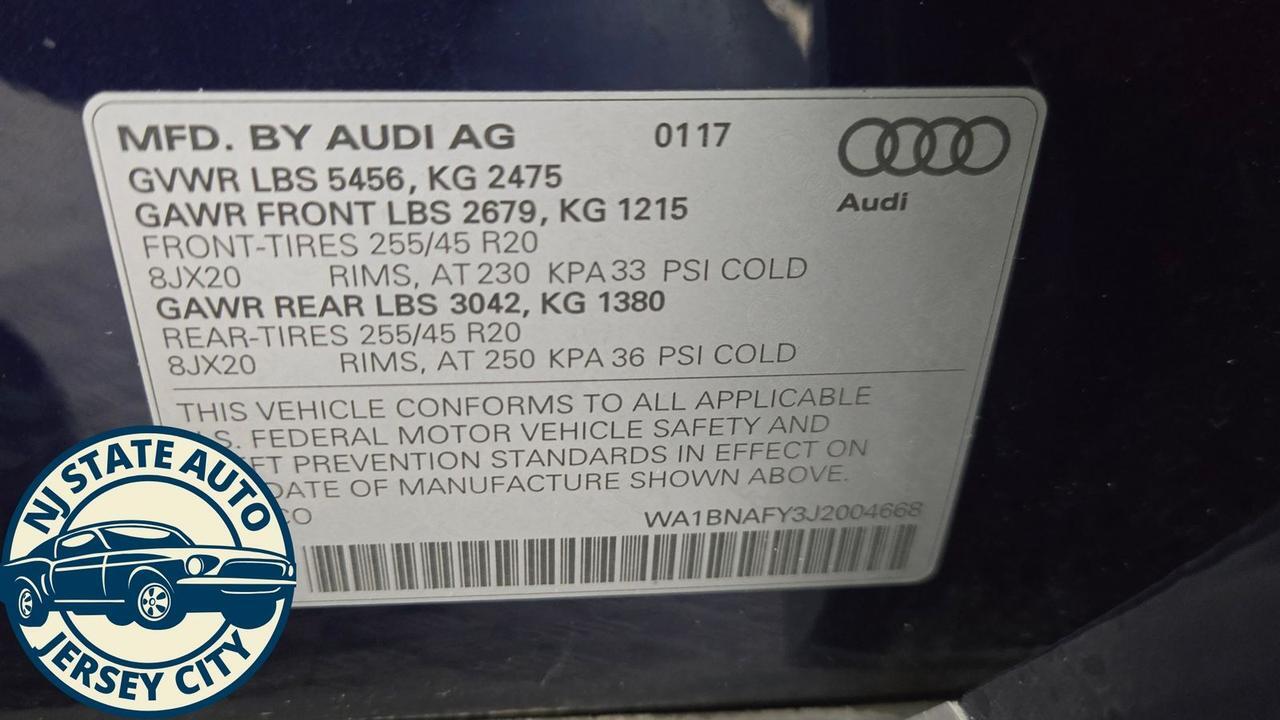 MFD. BY AUDI AG 0117
GVWR LBS 5456, KG 2475
GAWR FRONT LBS 2679, KG 1215
FRONT-TIRES 255/45 R20
8JX20 RIMS, AT 230 KPA 33 PSI COLD
GAWR REAR LBS 3042, KG 1380
REAR-TIRES 255/45 R20
8JX20 RIMS, AT 250 KPA 36 PSI COLD
Audi
THIS VEHICLE CONFORMS TO ALL APPLICABLE
S. FEDERAL MOTOR VEHICLE SAFETY AND
FT PREVENTION STANDARDS IN EFFECT ON
DATE OF MANUFACTURE SHOWN ABOVE.
CO WA1BNAFY3J2004668
NJ STATE AUTO
JERSEY CITY